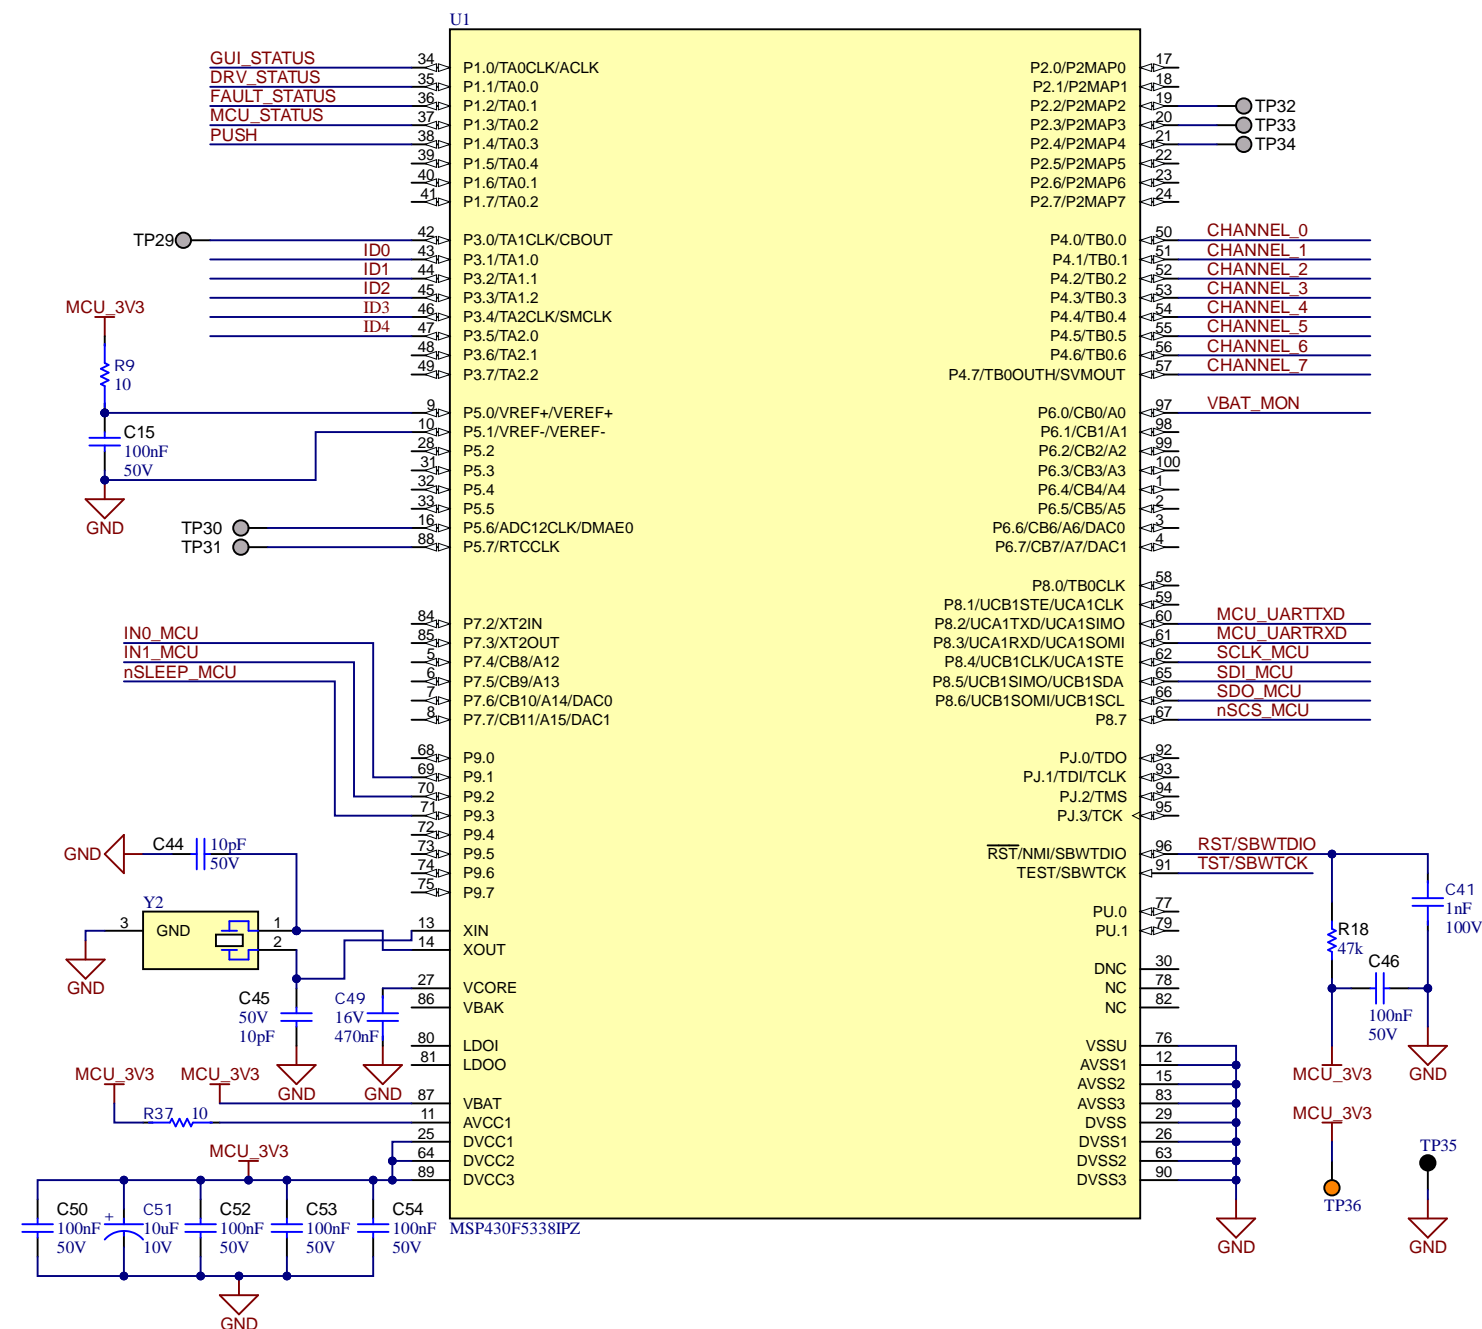 U1
GUI_STATUS 34 P1.0/TA0CLK/ACLK P2.0/P2MAP0 17
DRV_STATUS 35 P1.1/TA0.0 P2.1/P2MAP1 18
FAULT_STATUS 36 P1.2/TA0.1 P2.2/P2MAP2 19 TP32
MCU_STATUS 37 P1.3/TA0.2 P2.3/P2MAP3 20 TP33
PUSH 38 P1.4/TA0.3 P2.4/P2MAP4 21 TP34
39 P1.5/TA0.4 P2.5/P2MAP5 22
40 P1.6/TA0.1 P2.6/P2MAP6 23
41 P1.7/TA0.2 P2.7/P2MAP7 24
TP29 42 P3.0/TA1CLK/CBOUT P4.0/TB0.0 50 CHANNEL_0
ID0 43 P3.1/TA1.0 P4.1/TB0.1 51 CHANNEL_1
ID1 44 P3.2/TA1.1 P4.2/TB0.2 52 CHANNEL_2
ID2 45 P3.3/TA1.2 P4.3/TB0.3 53 CHANNEL_3
MCU_3V3 ID3 46 P3.4/TA2CLK/SMCLK P4.4/TB0.4 54 CHANNEL_4
ID4 47 P3.5/TA2.0 P4.5/TB0.5 55 CHANNEL_5
48 P3.6/TA2.1 P4.6/TB0.6 56 CHANNEL_6
R9 49 P3.7/TA2.2 P4.7/TB0OUTH/SVMOUT 57 CHANNEL_7
10
9 P5.0/VREF+/VEREF+ P6.0/CB0/A0 97 VBAT_MON
C15 10 P5.1/VREF-/VEREF- P6.1/CB1/A1 98
100nF 28 P5.2 P6.2/CB2/A2 99
50V 31 P5.3 P6.3/CB3/A3 100
32 P5.4 P6.4/CB4/A4 1
33 P5.5 P6.5/CB5/A5 2
GND TP30 16 P5.6/ADC12CLK/DMAE0 P6.6/CB6/A6/DAC0 3
TP31 88 P5.7/RTCCLK P6.7/CB7/A7/DAC1 4
P8.0/TB0CLK 58
P8.1/UCB1STE/UCA1CLK 59
84 P7.2/XT2IN P8.2/UCA1TXD/UCA1SIMO 60 MCU_UARTTXD
IN0_MCU 85 P7.3/XT2OUT P8.3/UCA1RXD/UCA1SOMI 61 MCU_UARTRXD
IN1_MCU 5 P7.4/CB8/A12 P8.4/UCB1CLK/UCA1STE 62 SCLK_MCU
nSLEEP_MCU 6 P7.5/CB9/A13 P8.5/UCB1SIMO/UCB1SDA 65 SDI_MCU
7 P7.6/CB10/A14/DAC0 P8.6/UCB1SOMI/UCB1SCL 66 SDO_MCU
8 P7.7/CB11/A15/DAC1 P8.7 67 nSCS_MCU
68 P9.0 PJ.0/TDO 92
69 P9.1 PJ.1/TDI/TCLK 93
70 P9.2 PJ.2/TMS 94
71 P9.3 PJ.3/TCK 95
72 P9.4
GND C44 10pF 73 P9.5 RST/NMI/SBWTDIO 96 RST/SBWTDIO
50V 74 P9.6 TEST/SBWTCK 91 TST/SBWTCK
75 P9.7 C41
Y2 PU.0 77 1nF
3 GND 1 13 XIN PU.1 79 R18 100V
2 14 XOUT 47k
DNC 30 C46
GND 27 VCORE NC 78
C45 C49 86 VBAK NC 82
50V 16V 100nF
10pF 470nF 50V
80 LDOI VSSU 76
81 LDOO AVSS1 12
MCU_3V3 MCU_3V3 AVSS2 15 MCU_3V3 GND
GND GND
87 VBAT AVSS3 83
R37 10 11 AVCC1 DVSS 29 MCU_3V3
25 DVCC1 DVSS1 26
MCU_3V3 64 DVCC2 DVSS2 63 TP35
89 DVCC3 DVSS3 90
C50 C51 C52 C53 C54
100nF + 10uF 100nF 100nF 100nF MSP430F5338IPZ TP36
50V 10V 50V 50V 50V GND GND
GND